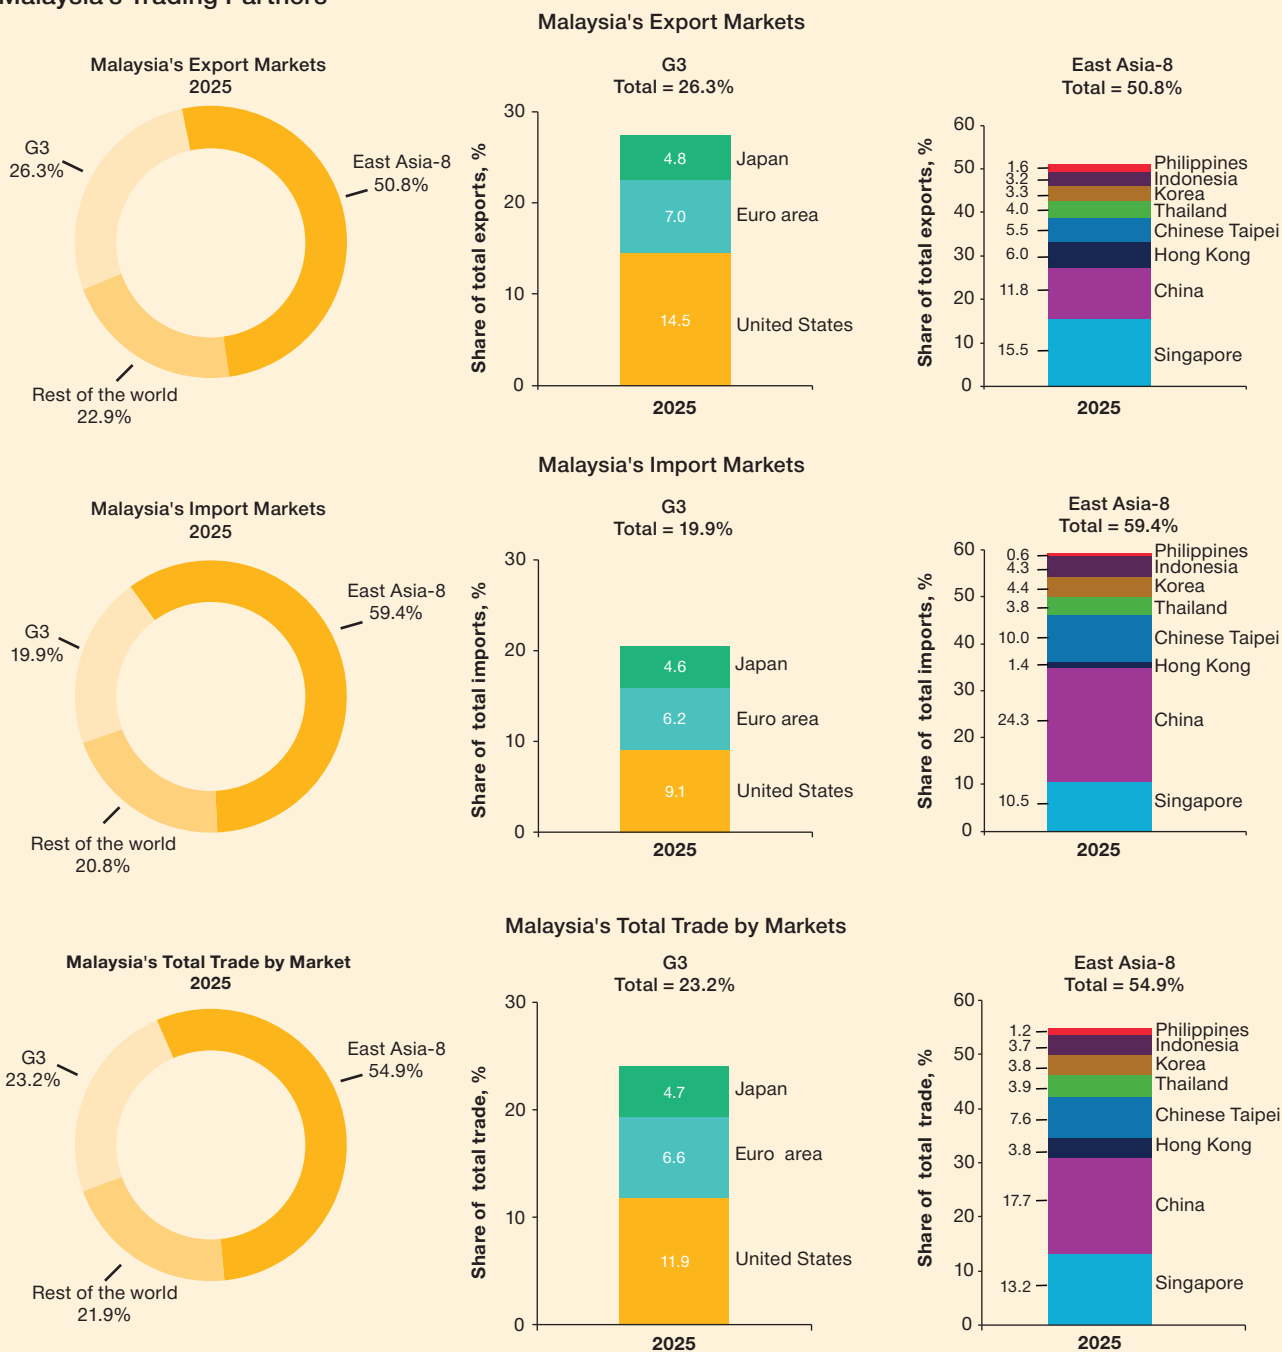 Malaysia's Trading Partners
Malaysia's Export Markets
Malaysia's Export Markets
2025
G3
26.3%
East Asia-8
50.8%
Rest of the world
22.9%
G3
Total = 26.3%
Share of total exports, %
30
20
10
0
4.8
Japan
7.0
Euro area
14.5
United States
2025
East Asia-8
Total = 50.8%
Share of total exports, %
60
50
40
30
20
10
0
1.6
Philippines
3.2
Indonesia
3.3
Korea
4.0
Thailand
5.5
Chinese Taipei
6.0
Hong Kong
11.8
China
15.5
Singapore
2025
Malaysia's Import Markets
Malaysia's Import Markets
2025
G3
19.9%
East Asia-8
59.4%
Rest of the world
20.8%
G3
Total = 19.9%
Share of total imports, %
30
20
10
0
4.6
Japan
6.2
Euro area
9.1
United States
2025
East Asia-8
Total = 59.4%
Share of total imports, %
60
50
40
30
20
10
0
0.6
Philippines
4.3
Indonesia
4.4
Korea
3.8
Thailand
10.0
Chinese Taipei
1.4
Hong Kong
24.3
China
10.5
Singapore
2025
Malaysia's Total Trade by Markets
Malaysia's Total Trade by Market
2025
G3
23.2%
East Asia-8
54.9%
Rest of the world
21.9%
G3
Total = 23.2%
Share of total trade, %
30
20
10
0
4.7
Japan
6.6
Euro area
11.9
United States
2025
East Asia-8
Total = 54.9%
Share of total trade, %
60
50
40
30
20
10
0
1.2
Philippines
3.7
Indonesia
3.8
Korea
3.9
Thailand
7.6
Chinese Taipei
3.8
Hong Kong
17.7
China
13.2
Singapore
2025